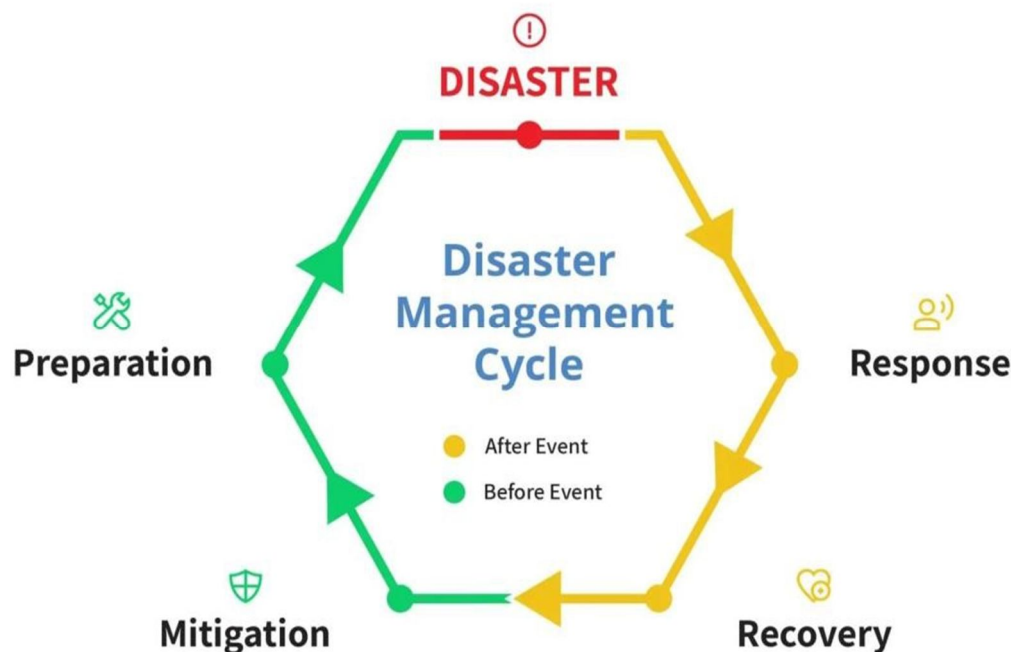 DISASTER
Disaster
Management
Cycle
Preparation
Response
After Event
Before Event
Mitigation
Recovery